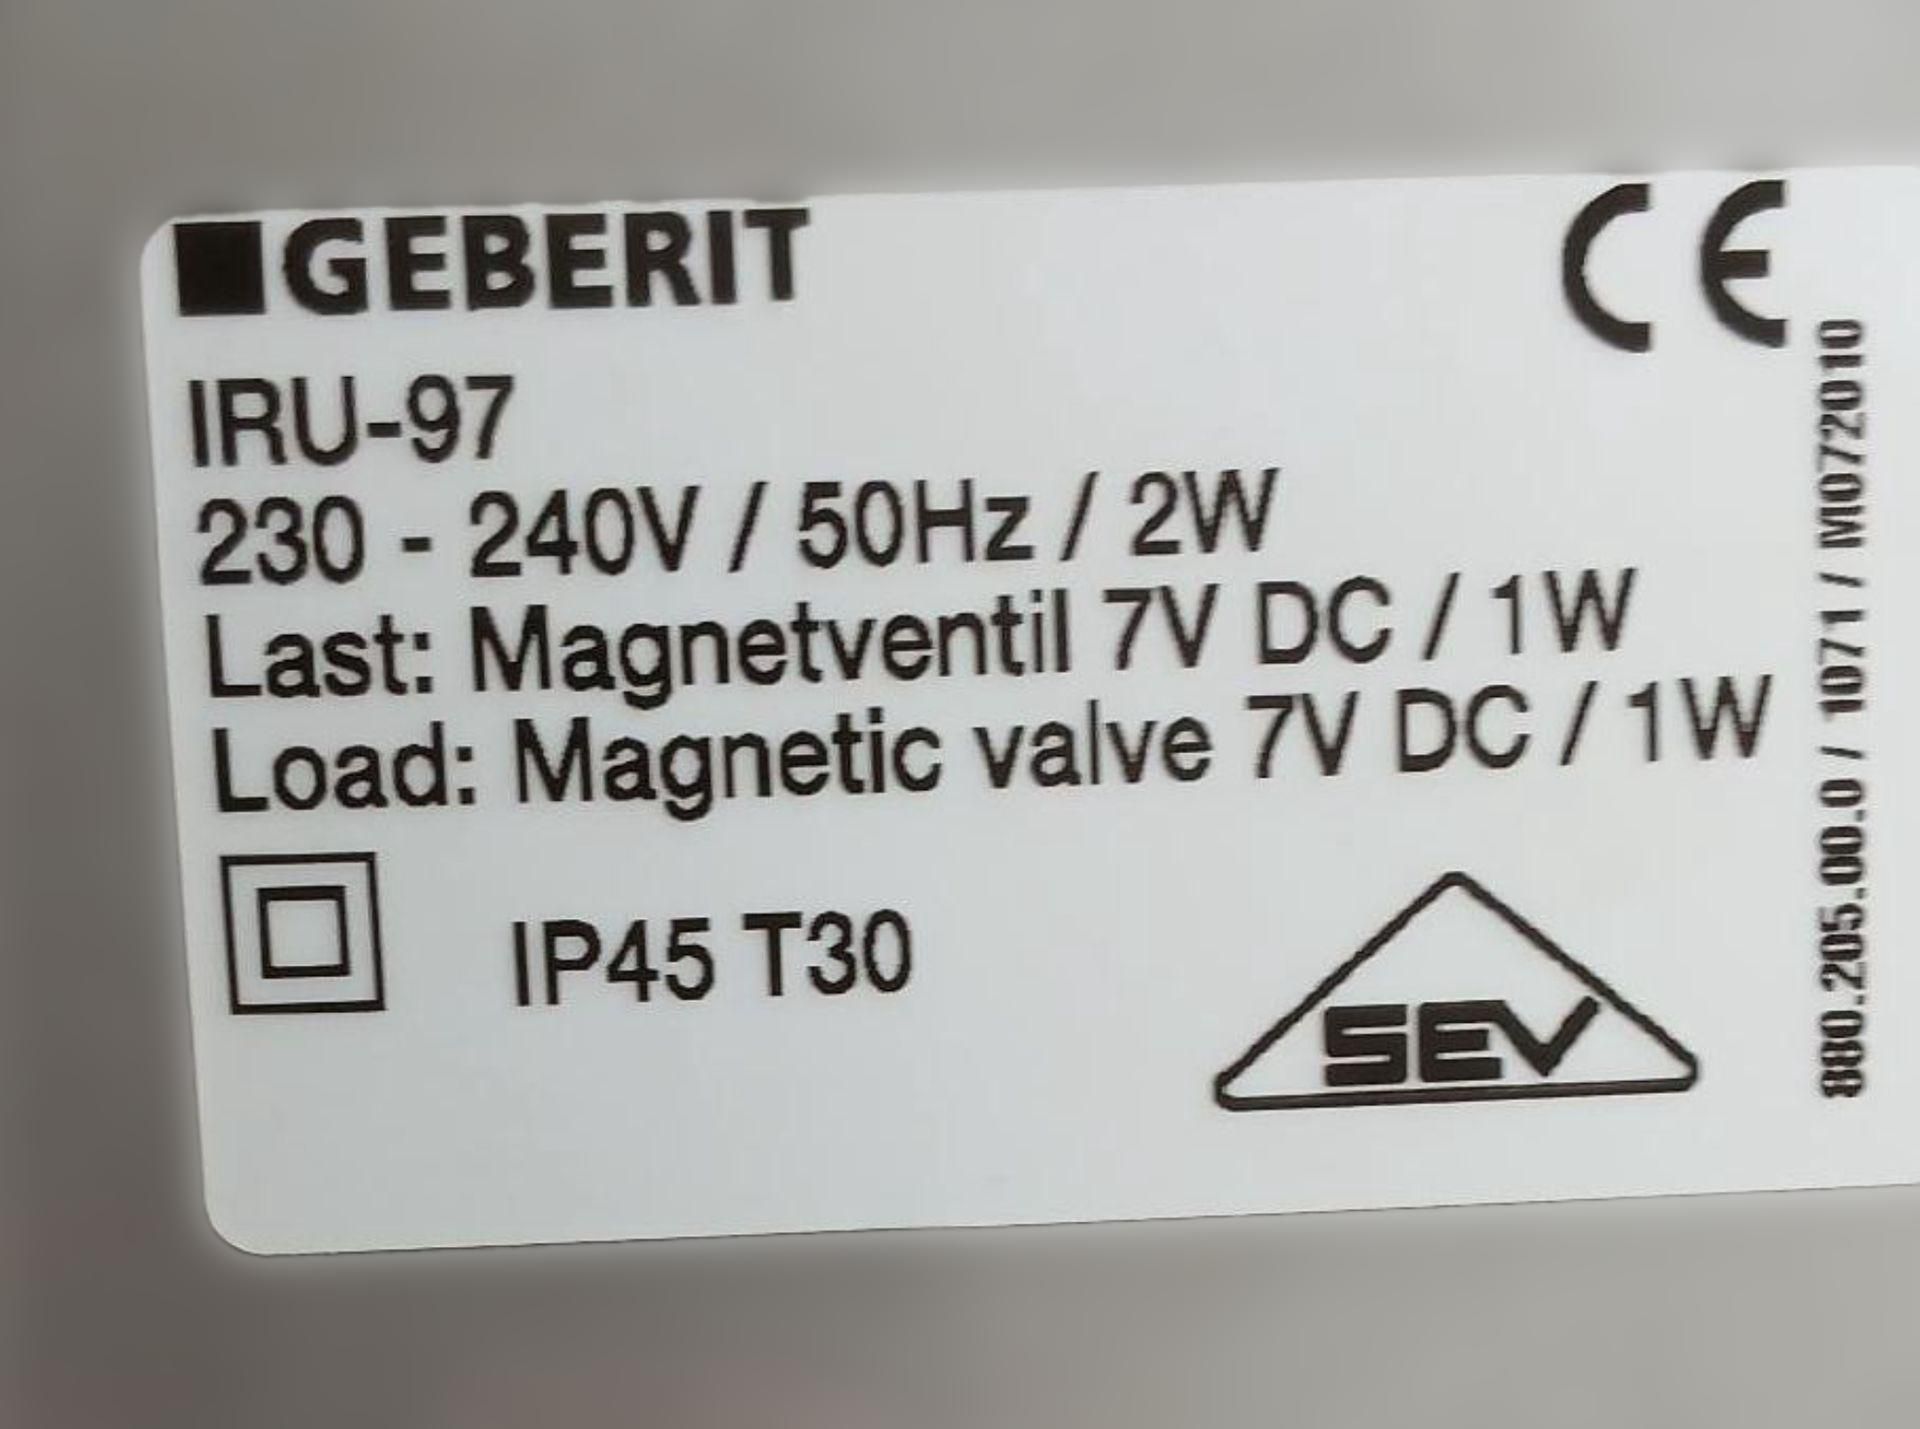 GEBERIT
CE
IRU-97
230 - 240V / 50Hz / 2W
Last: Magnetventil 7V DC / 1W
Load: Magnetic valve 7V DC / 1W
IP45 T30
SEV
880.205.00.0 / 1071 / M072010